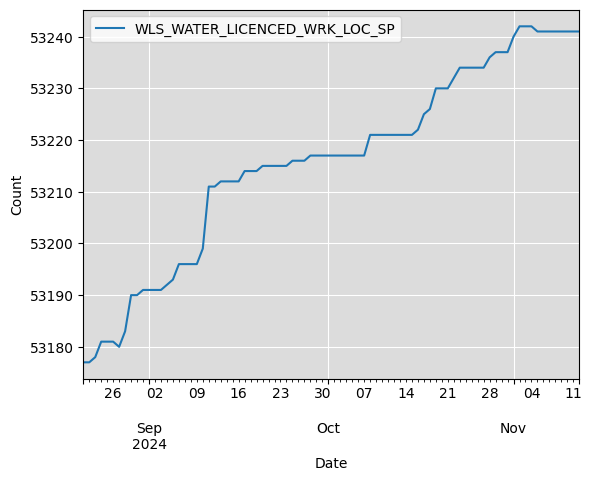 WLS_WATER_LICENCED_WRK_LOC_SP
53240
53230
53220
53210
53200
53190
53180
Count
26 02 09 16 23 30 07 14 21 28 04 11
Sep Oct Nov
2024
Date